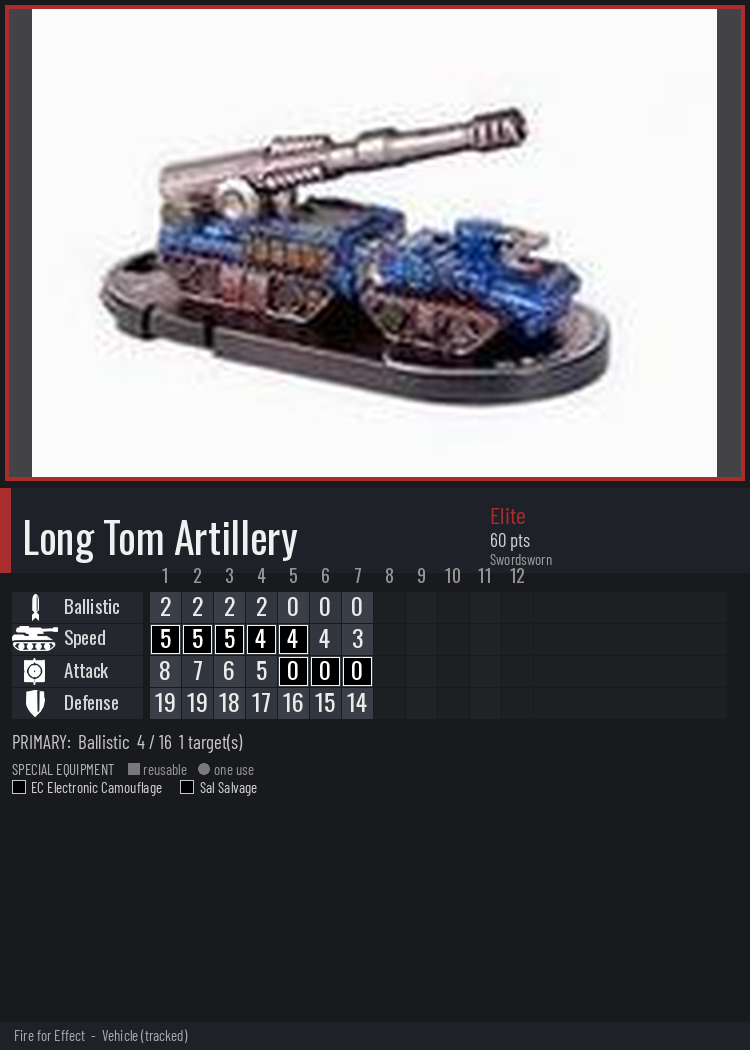 Long Tom Artillery
Elite
60 pts
Swordsworn
1 2 3 4 5 6 7 8 9 10 11 12
Ballistic 2 2 2 2 0 0 0
Speed 5 5 5 4 4 4 3
Attack 8 7 6 5 0 0 0
Defense 19 19 18 17 16 15 14
PRIMARY: Ballistic 4 / 16 1 target(s)
SPECIAL EQUIPMENT reusable one use
EC Electronic Camouflage Sal Salvage
Fire for Effect - Vehicle (tracked)